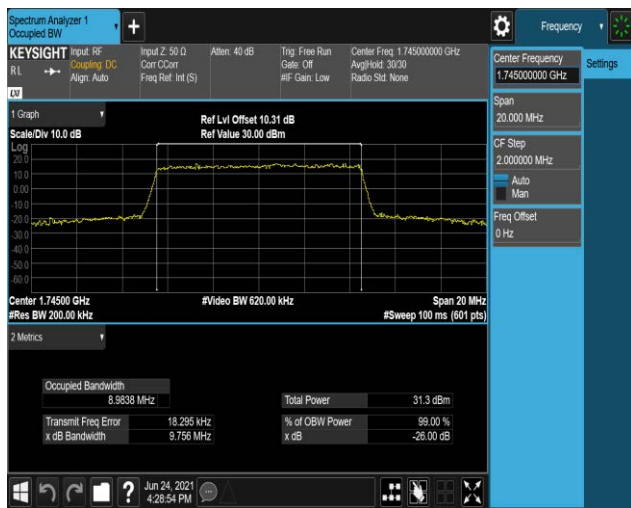 Spectrum Analyzer 1
Occupied BW
+
Frequency
KEYSIGHT
RL
LXI
Input: RF
Coupling: DC
Align: Auto
Input Z: 50 Ω
Corr CCorr
Freq Ref: Int (S)
Atten: 40 dB
Trig: Free Run
Gate: Off
#IF Gain: Low
Center Freq: 1.745000000 GHz
Avg|Hold: 30/30
Radio Std: None
Center Frequency
1.745000000 GHz
Settings
Span
20.000 MHz
CF Step
2.000000 MHz
Auto
Man
Freq Offset
0 Hz
1 Graph
Scale/Div 10.0 dB
Ref Lvl Offset 10.31 dB
Ref Value 30.00 dBm
Log
20.0
10.0
0.00
-10.0
-20.0
-30.0
-40.0
-50.0
-60.0
Center 1.74500 GHz
#Res BW 200.00 kHz
#Video BW 620.00 kHz
Span 20 MHz
#Sweep 100 ms (601 pts)
2 Metrics
Occupied Bandwidth
8.9838 MHz
Total Power 31.3 dBm
Transmit Freq Error 18.295 kHz
% of OBW Power 99.00 %
x dB Bandwidth 9.756 MHz
x dB -26.00 dB
?
Jun 24, 2021
4:28:54 PM